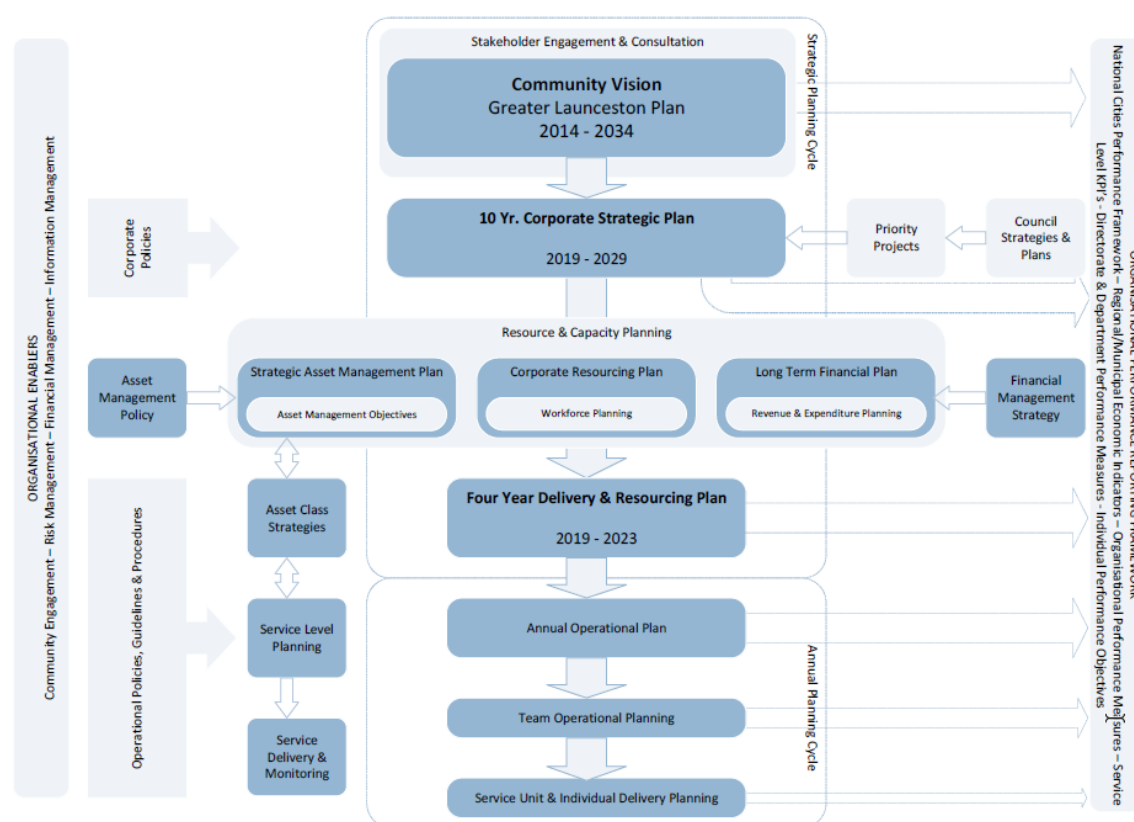 Stakeholder Engagement & Consultation
Community Vision
Greater Launceston Plan
2014 - 2034
Strategic Planning Cycle
10 Yr. Corporate Strategic Plan
2019 - 2029
Priority
Projects
Council
Strategies &
Plans
Corporate
Policies
ORGANISATIONAL ENABLERS
Community Engagement – Risk Management – Financial Management – Information Management
Resource & Capacity Planning
Asset
Management
Policy
Strategic Asset Management Plan
Asset Management Objectives
Corporate Resourcing Plan
Workforce Planning
Long Term Financial Plan
Revenue & Expenditure Planning
Financial
Management
Strategy
Operational Policies, Guidelines & Procedures
Asset Class
Strategies
Service Level
Planning
Service
Delivery &
Monitoring
Four Year Delivery & Resourcing Plan
2019 - 2023
Annual Operational Plan
Team Operational Planning
Service Unit & Individual Delivery Planning
Annual Planning Cycle
ORGANISATIONAL PERFORMANCE REPORTING FRAMEWORK
National Cities Performance Framework – Regional/Municipal Economic Indicators – Organisational Performance Measures – Service
Level KPI's - Directorate & Department Performance Measures - Individual Performance Objectives